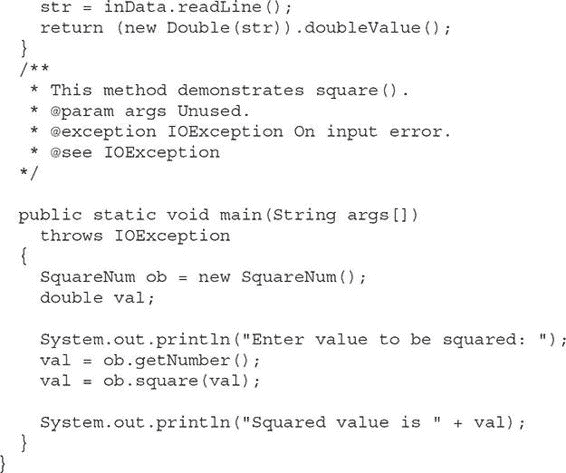 str = inData.readLine();
    return (new Double(str)).doubleValue();
  }
  /**
   * This method demonstrates square().
   * @param args Unused.
   * @exception IOException On input error.
   * @see IOException
  */

  public static void main(String args[])
    throws IOException
  {
    SquareNum ob = new SquareNum();
    double val;

    System.out.println("Enter value to be squared: ");
    val = ob.getNumber();
    val = ob.square(val);

    System.out.println("Squared value is " + val);
  }
}